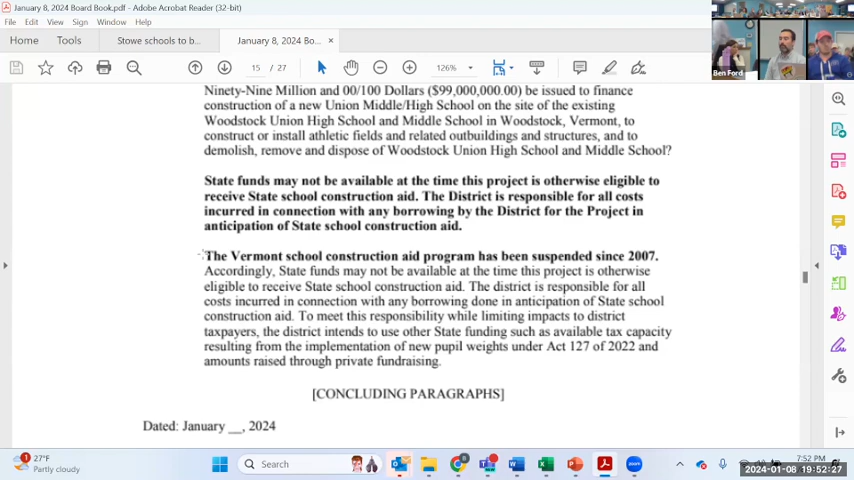 January 8, 2024 Board Book.pdf - Adobe Acrobat Reader (32-bit)
File Edit View Sign Window Help
Home Tools Stowe schools to b... January 8, 2024 Boa... ×
15 / 27 126%
Ben Ford
Ninety-Nine Million and 00/100 Dollars ($99,000,000.00) be issued to finance
construction of a new Union Middle/High School on the site of the existing
Woodstock Union High School and Middle School in Woodstock, Vermont, to
construct or install athletic fields and related outbuildings and structures, and to
demolish, remove and dispose of Woodstock Union High School and Middle School?
State funds may not be available at the time this project is otherwise eligible to
receive State school construction aid. The District is responsible for all costs
incurred in connection with any borrowing by the District for the Project in
anticipation of State school construction aid.
The Vermont school construction aid program has been suspended since 2007.
Accordingly, State funds may not be available at the time this project is otherwise
eligible to receive State school construction aid. The district is responsible for all
costs incurred in connection with any borrowing done in anticipation of State school
construction aid. To meet this responsibility while limiting impacts to district
taxpayers, the district intends to use other State funding such as available tax capacity
resulting from the implementation of new pupil weights under Act 127 of 2022 and
amounts raised through private fundraising.
[CONCLUDING PARAGRAPHS]
Dated: January __, 2024
27°F
Partly cloudy
Search
7:52 PM
2024-01-08 19:52:27